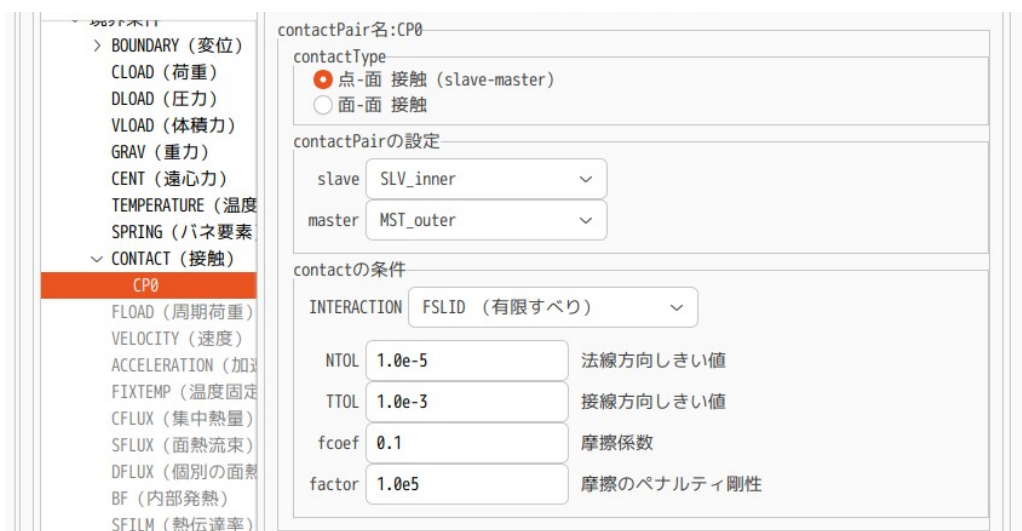 境界条件
BOUNDARY (変位)
CLOAD (荷重)
DLOAD (圧力)
VLOAD (体積力)
GRAV (重力)
CENT (遠心力)
TEMPERATURE (温度
SPRING (バネ要素
CONTACT (接触)
CP0
FLOAD (周期荷重)
VELOCITY (速度)
ACCELERATION (加速
FIXTEMP (温度固定
CFLUX (集中熱量)
SFLUX (面熱流束)
DFLUX (個別の面熱
BF (内部発熱)
SFILM (熱伝達率)
contactPair名:CP0
contactType
点-面 接触 (slave-master)
面-面 接触
contactPairの設定
slave SLV_inner
master MST_outer
contactの条件
INTERACTION FSLID (有限すべり)
NTOL 1.0e-5 法線方向しきい値
TTOL 1.0e-3 接線方向しきい値
fcoef 0.1 摩擦係数
factor 1.0e5 摩擦のペナルティ剛性